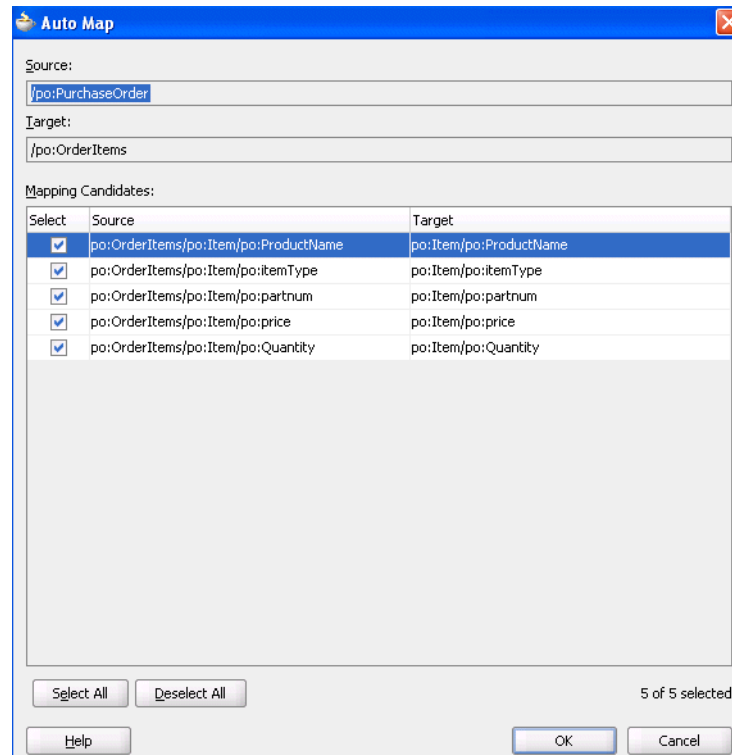 Auto Map
Source:
/po:PurchaseOrder
Target:
/po:OrderItems
Mapping Candidates:
Select Source Target
po:OrderItems/po:Item/po:ProductName po:Item/po:ProductName
po:OrderItems/po:Item/po:itemType po:Item/po:itemType
po:OrderItems/po:Item/po:partnum po:Item/po:partnum
po:OrderItems/po:Item/po:price po:Item/po:price
po:OrderItems/po:Item/po:Quantity po:Item/po:Quantity
Select All Deselect All 5 of 5 selected
Help OK Cancel